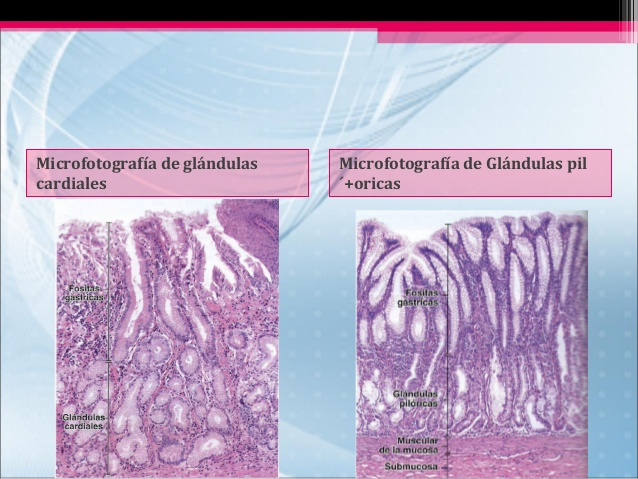 Microfotografía de glándulas
cardiales
Microfotografía de Glándulas pil
´+oricas
Fositas
gástricas
Glándulas
cardiales
Fositas
gástricas
Glándulas
pilóricas
Muscular
de la mucosa
Submucosa